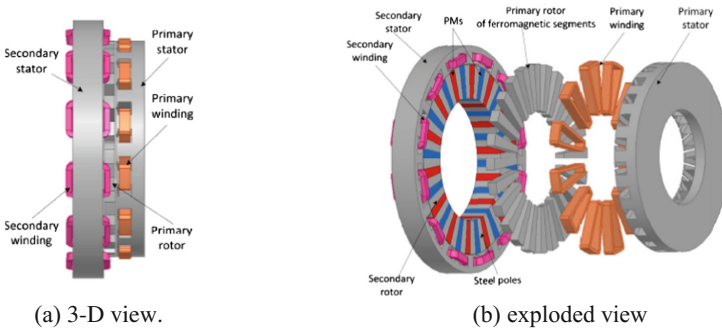 Secondary
stator
Primary
stator
Primary
winding
Secondary
winding
Primary
rotor
(a) 3-D view.
Secondary
stator
PMs
Primary rotor
of ferromagnetic segments
Primary
winding
Primary
stator
Secondary
winding
Secondary
rotor
Steel poles
(b) exploded view